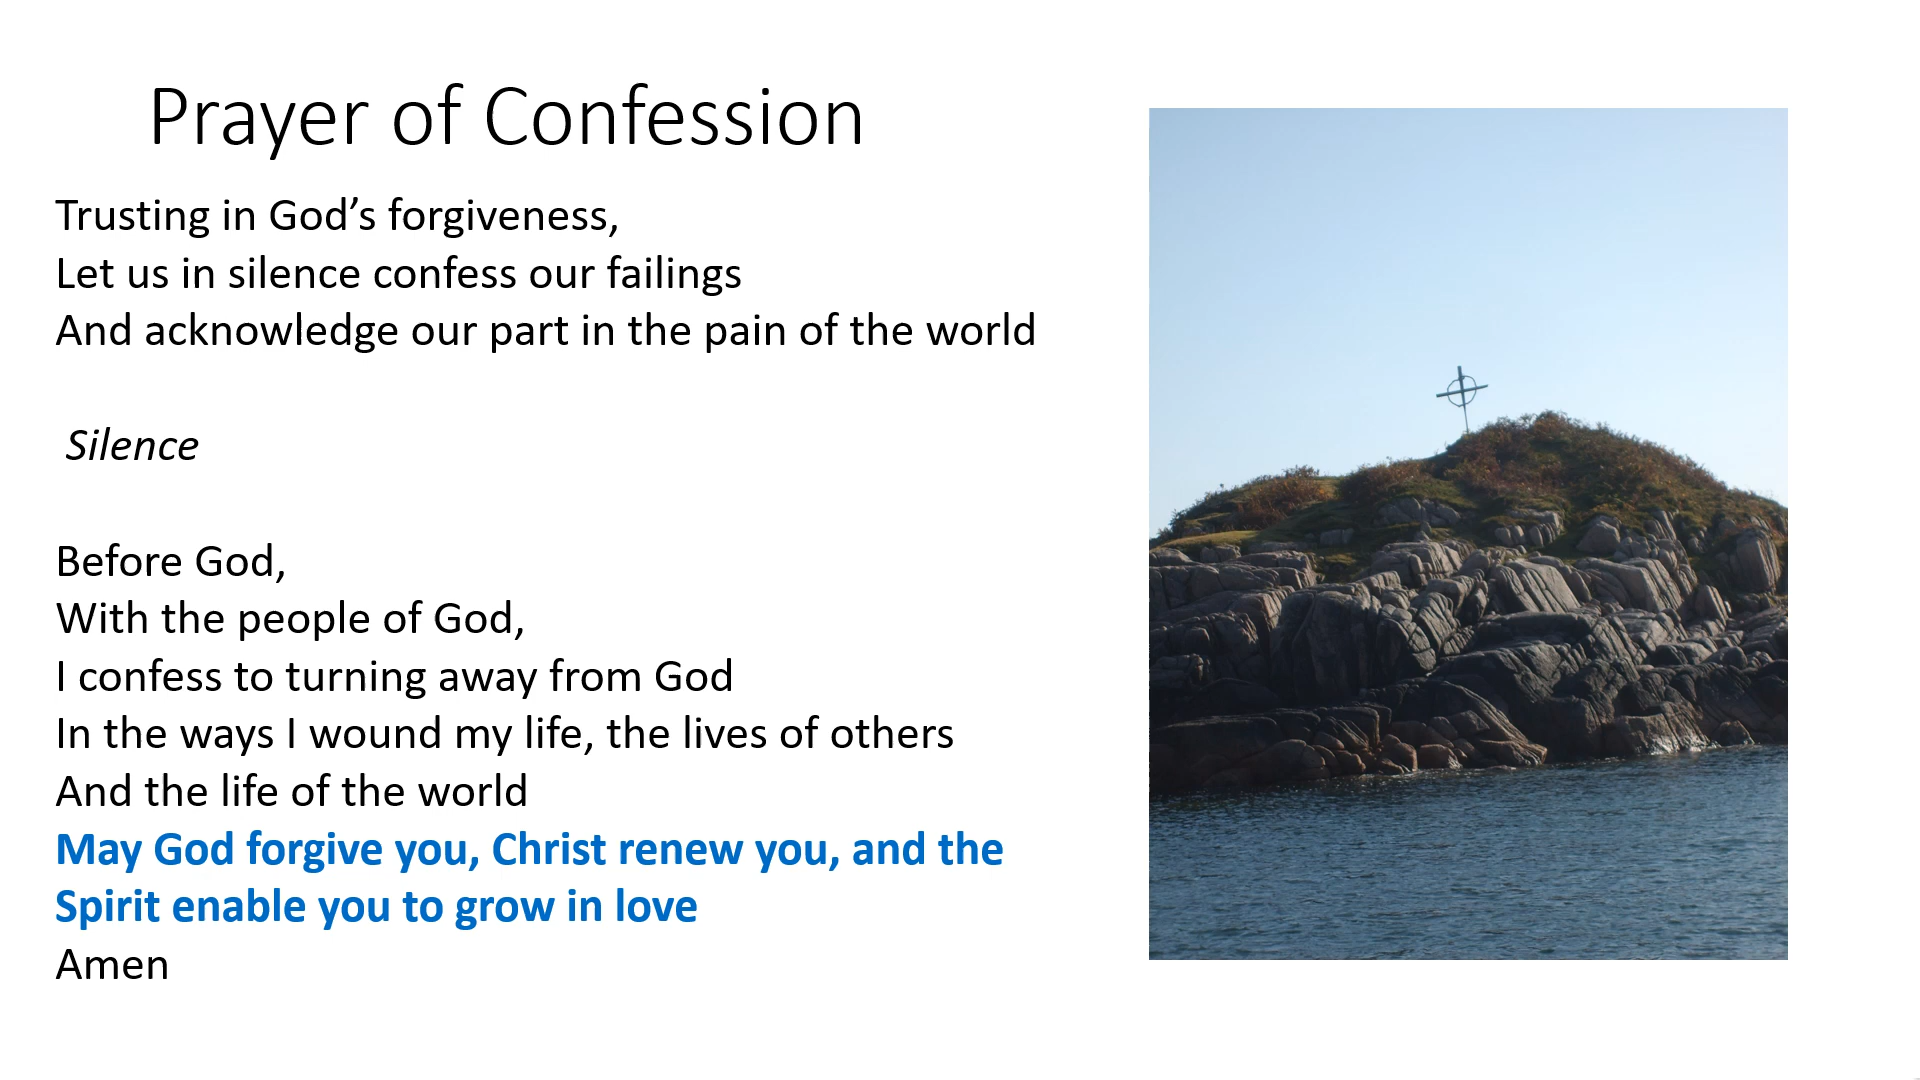 Prayer of Confession
Trusting in God’s forgiveness,
Let us in silence confess our failings
And acknowledge our part in the pain of the world
Silence
Before God,
With the people of God,
I confess to turning away from God
In the ways I wound my life, the lives of others
And the life of the world
May God forgive you, Christ renew you, and the
Spirit enable you to grow in love
Amen